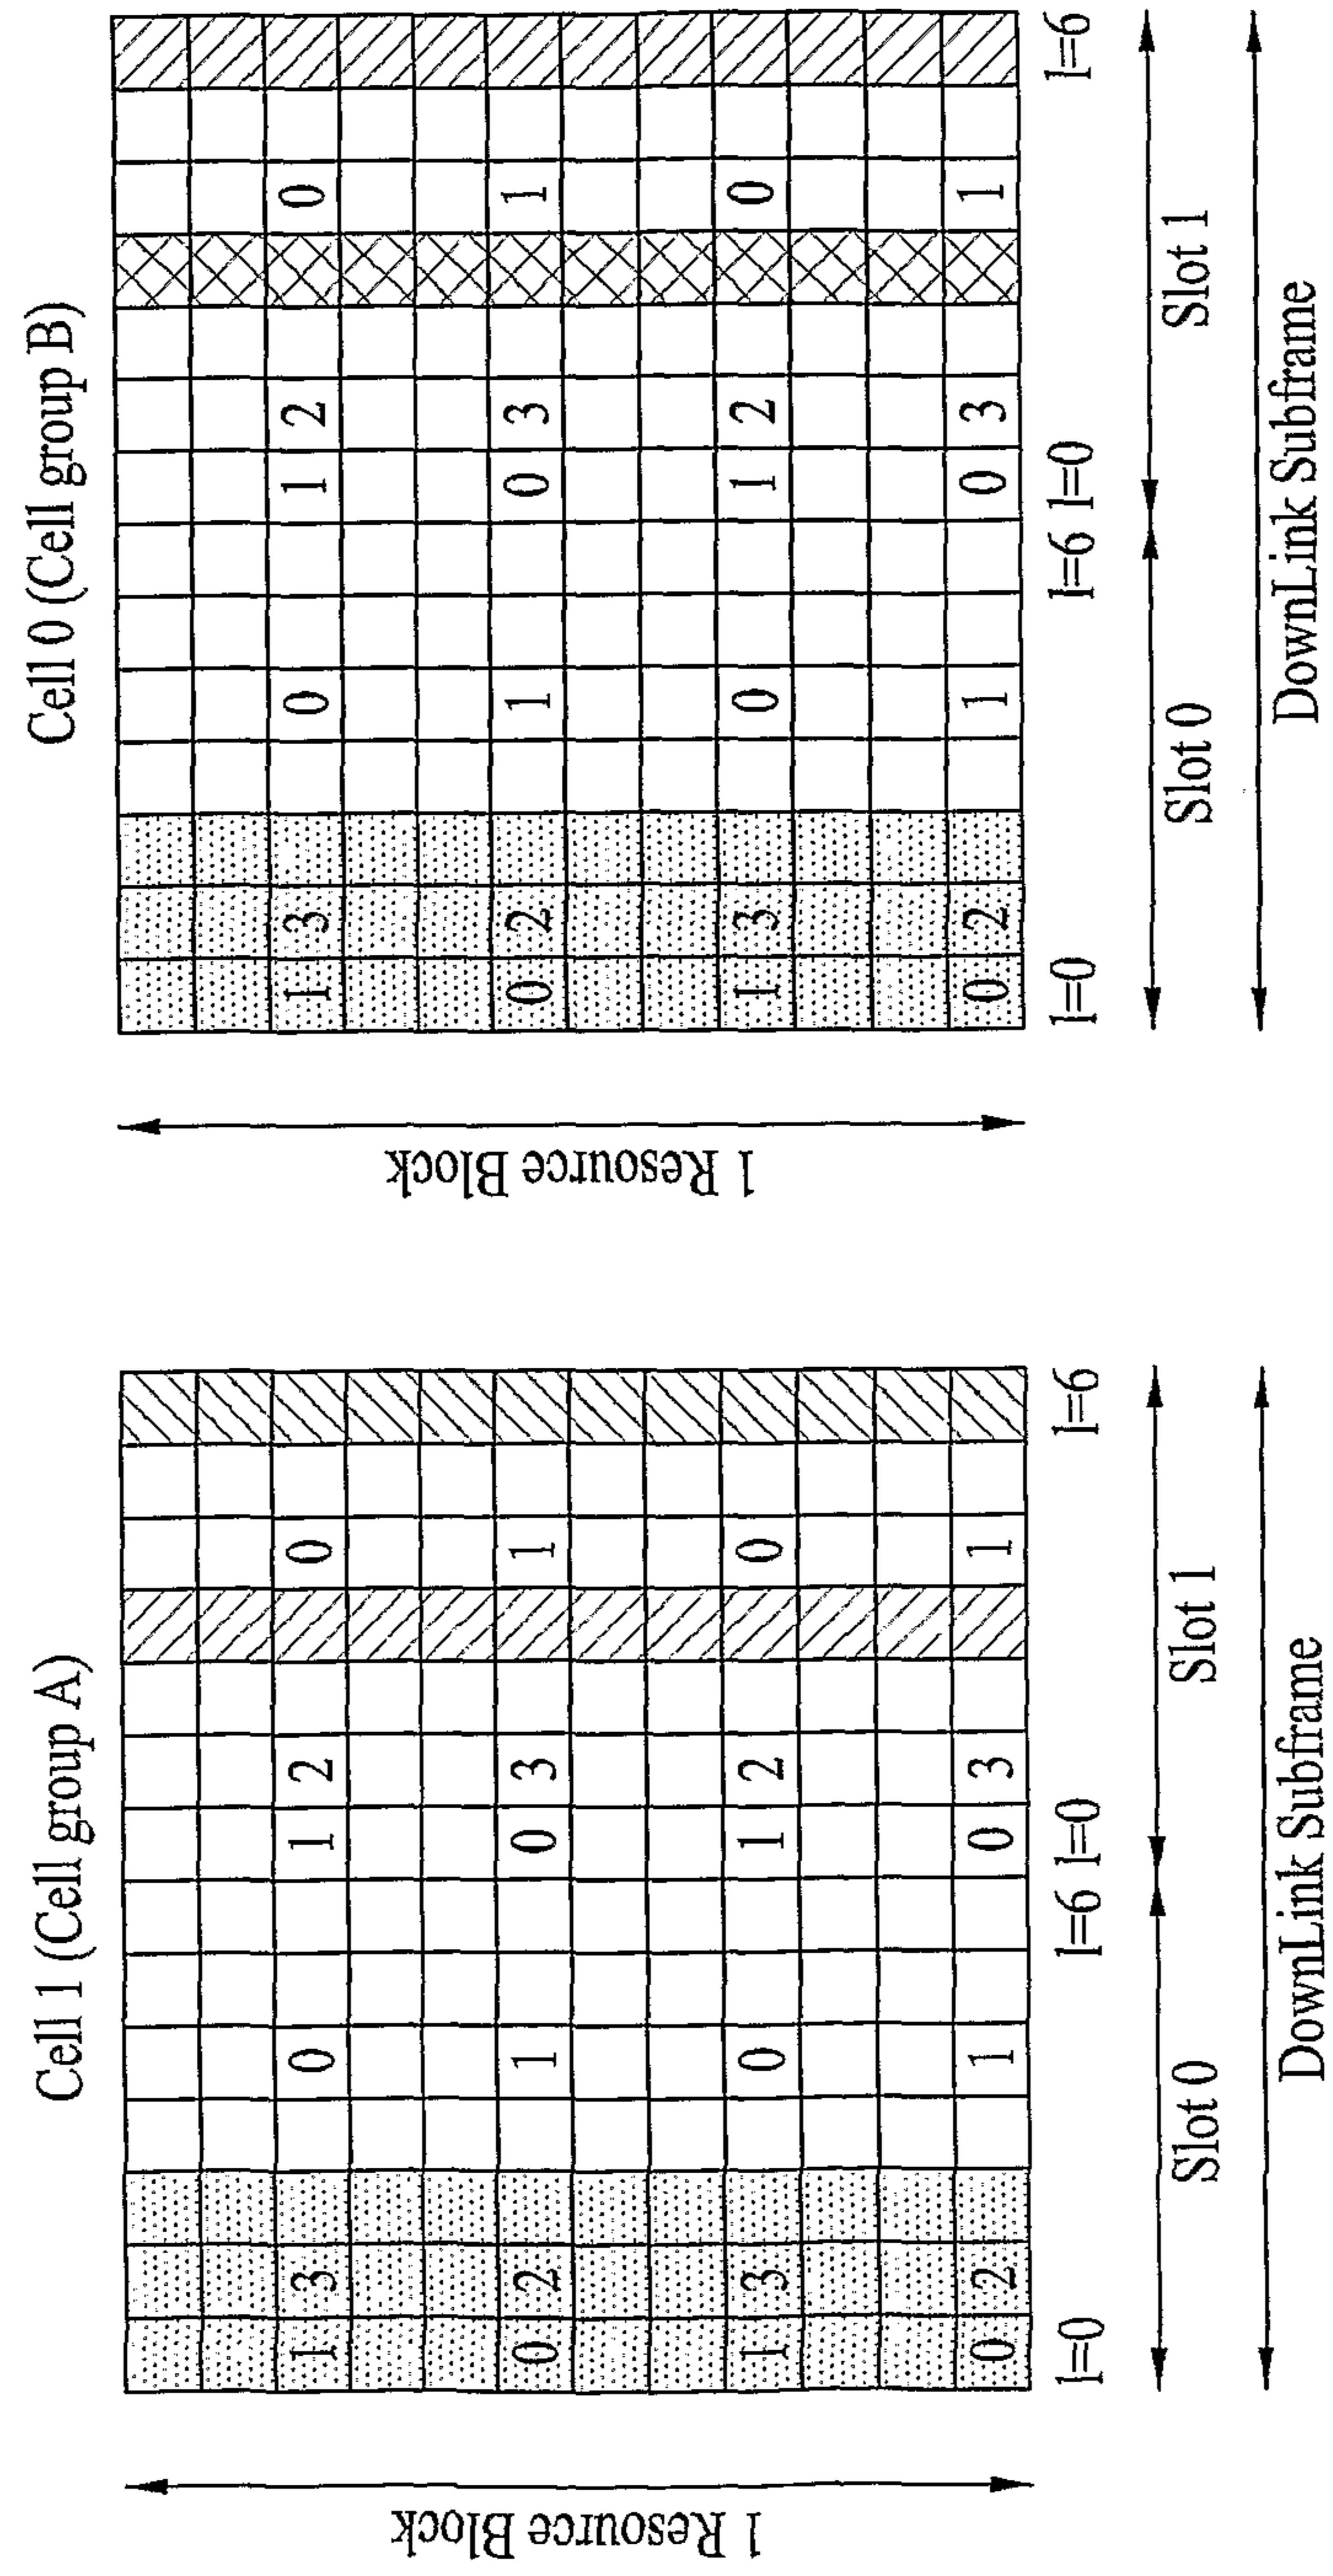 Cell 1 (Cell group A)
1 3 0 1 2 0
0 2 1 0 3 1
1 3 0 1 2 0
0 2 1 0 3 1
1 Resource Block
l=0 l=6 l=0 l=6
Slot 0 Slot 1
DownLink Subframe
Cell 0 (Cell group B)
1 3 0 1 2 0
0 2 1 0 3 1
1 3 0 1 2 0
0 2 1 0 3 1
1 Resource Block
l=0 l=6 l=0 l=6
Slot 0 Slot 1
DownLink Subframe